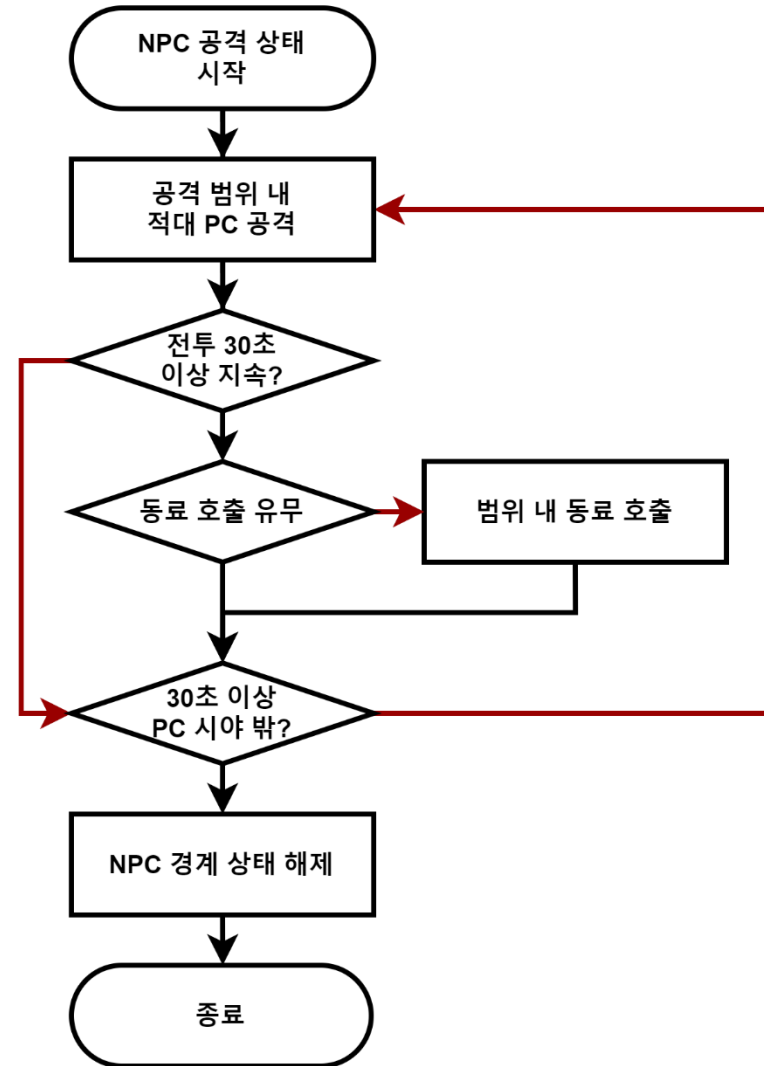 NPC 공격 상태
시작
공격 범위 내
적대 PC 공격
전투 30초
이상 지속?
동료 호출 유무
범위 내 동료 호출
30초 이상
PC 시야 밖?
NPC 경계 상태 해제
종료